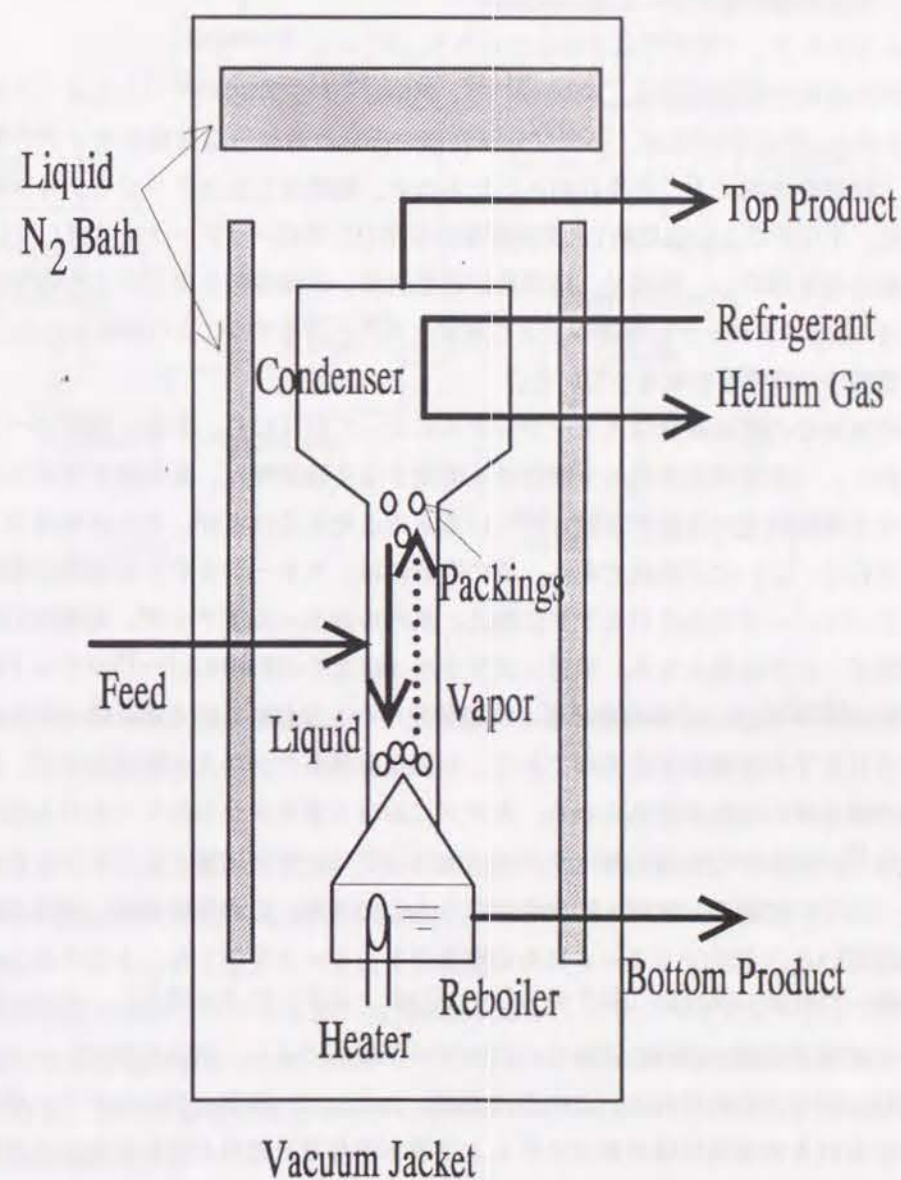 Liquid
N2 Bath
Top Product
Refrigerant
Helium Gas
Condenser
Packings
Feed
Liquid
Vapor
Bottom Product
Reboiler
Heater
Vacuum Jacket